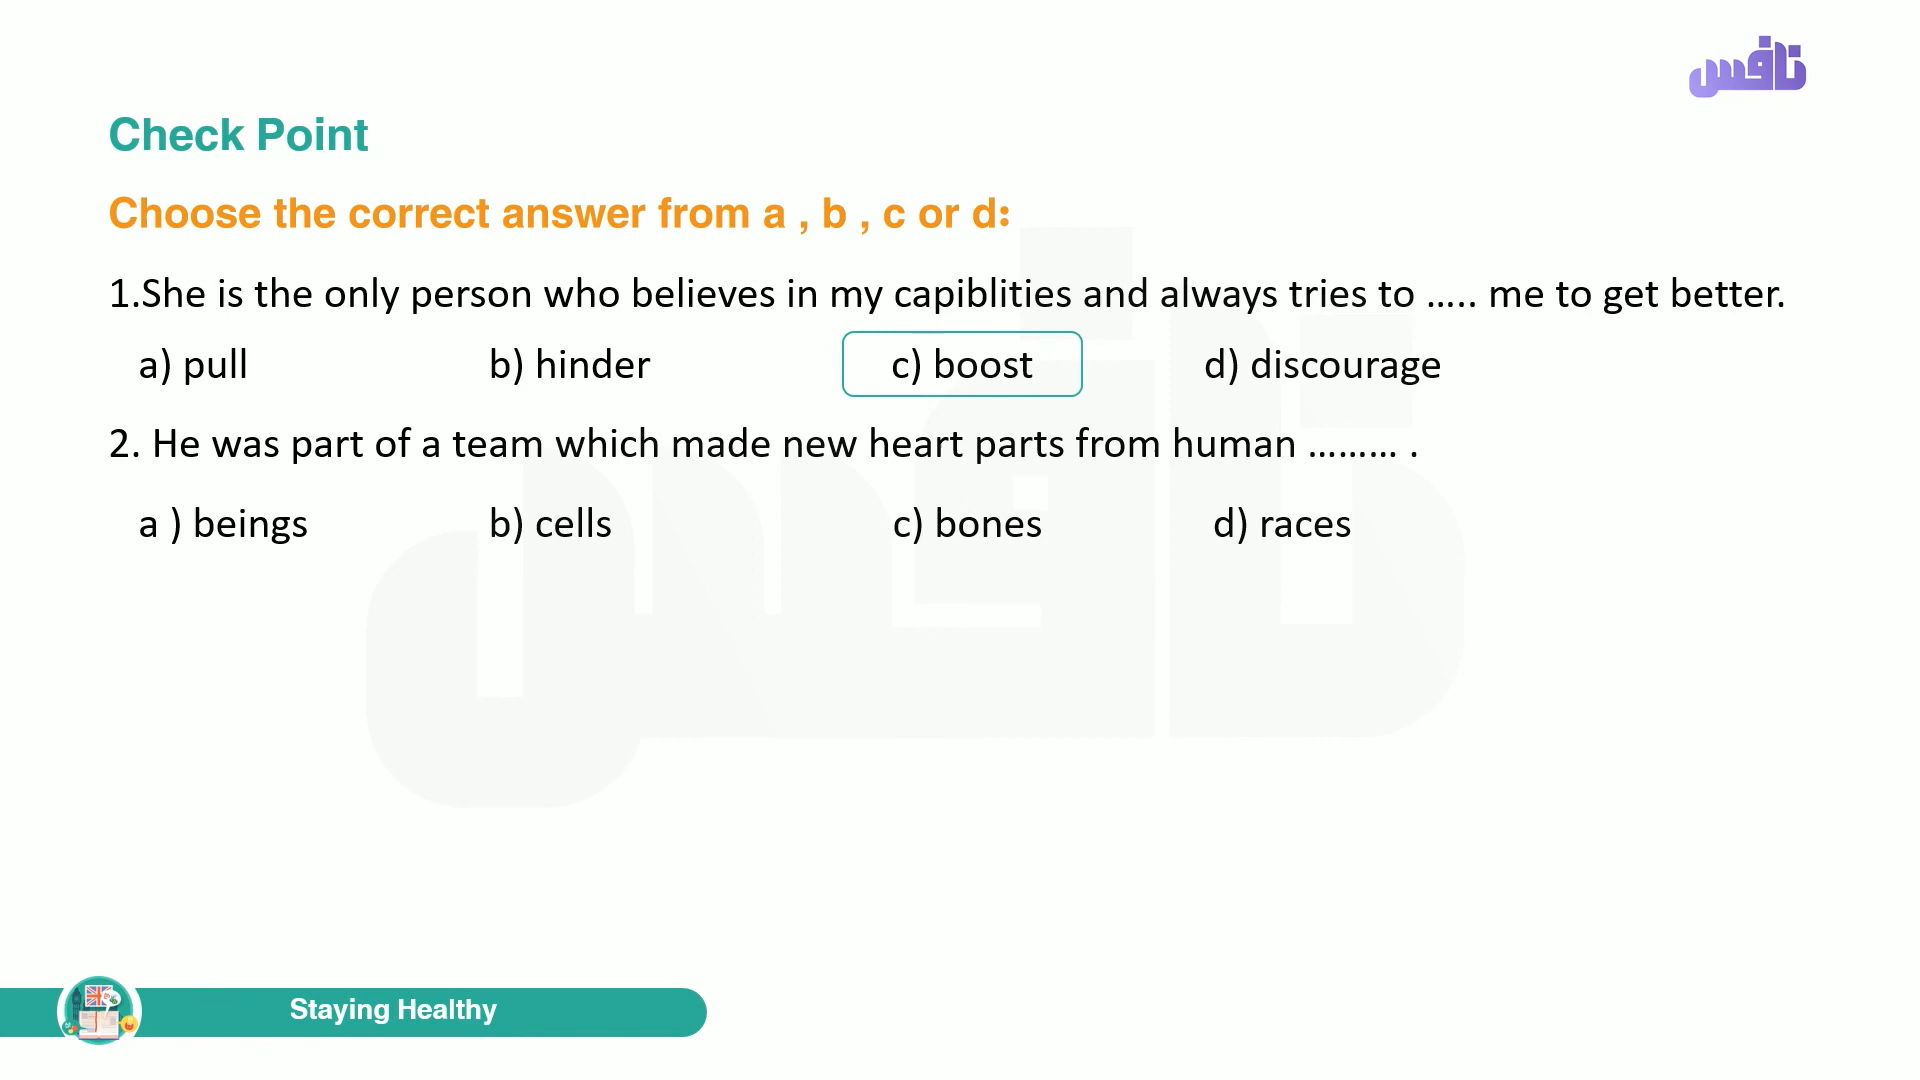 نافس
Check Point
Choose the correct answer from a , b , c or d:
1.She is the only person who believes in my capiblities and always tries to ..... me to get better.
a) pull b) hinder c) boost d) discourage
2. He was part of a team which made new heart parts from human ......... .
a ) beings b) cells c) bones d) races
Staying Healthy